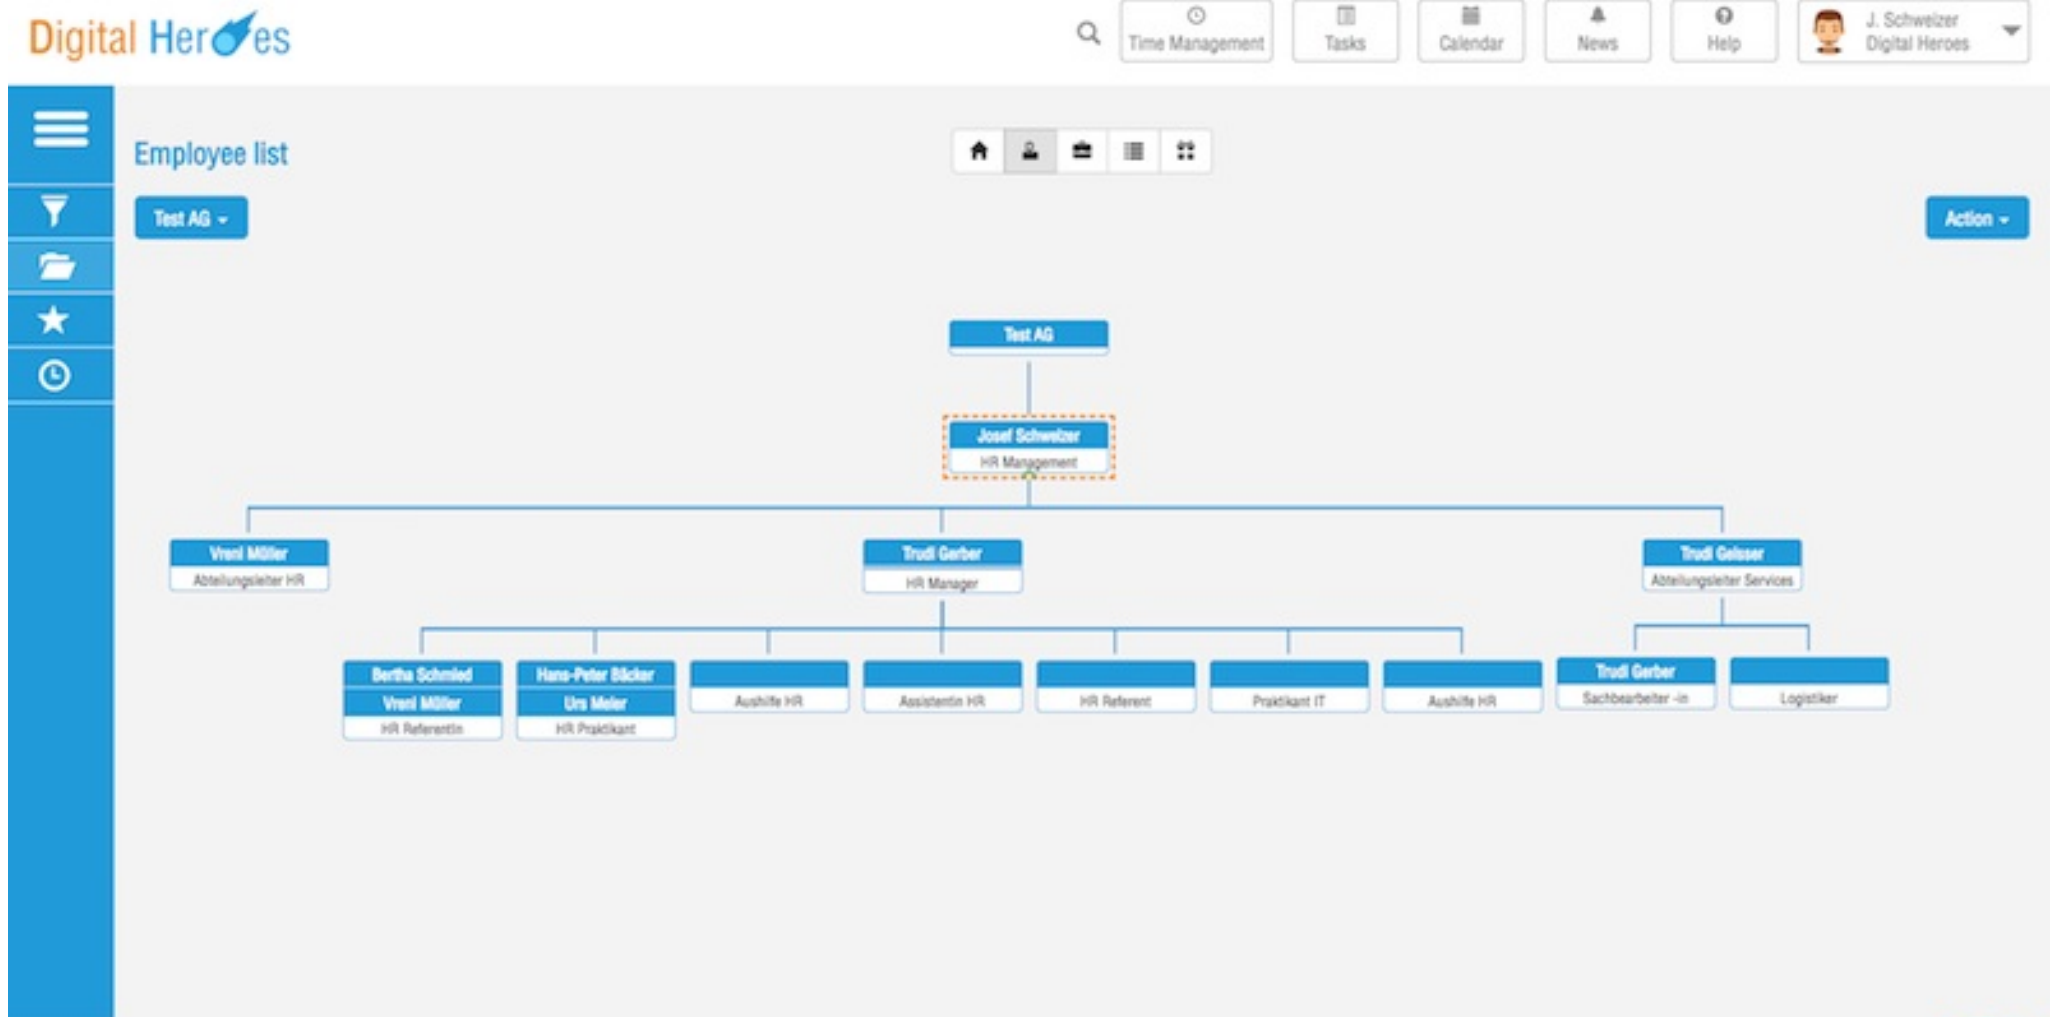 Digital Heroes
Time Management
Tasks
Calendar
News
Help
J. Schweizer
Digital Heroes
Employee list
Test AG
Action
Test AG
Josef Schweizer
HR Management
Vreni Müller
Abteilungsleiter HR
Trudi Gerber
HR Manager
Trudi Geisser
Abteilungsleiter Services
Bertha Schmied
Vreni Müller
HR Referentin
Hans-Peter Bäcker
Urs Meier
HR Praktikant
Aushilfe HR
Assistentin HR
HR Referent
Praktikant IT
Aushilfe HR
Trudi Gerber
Sachbearbeiter -in
Logistiker